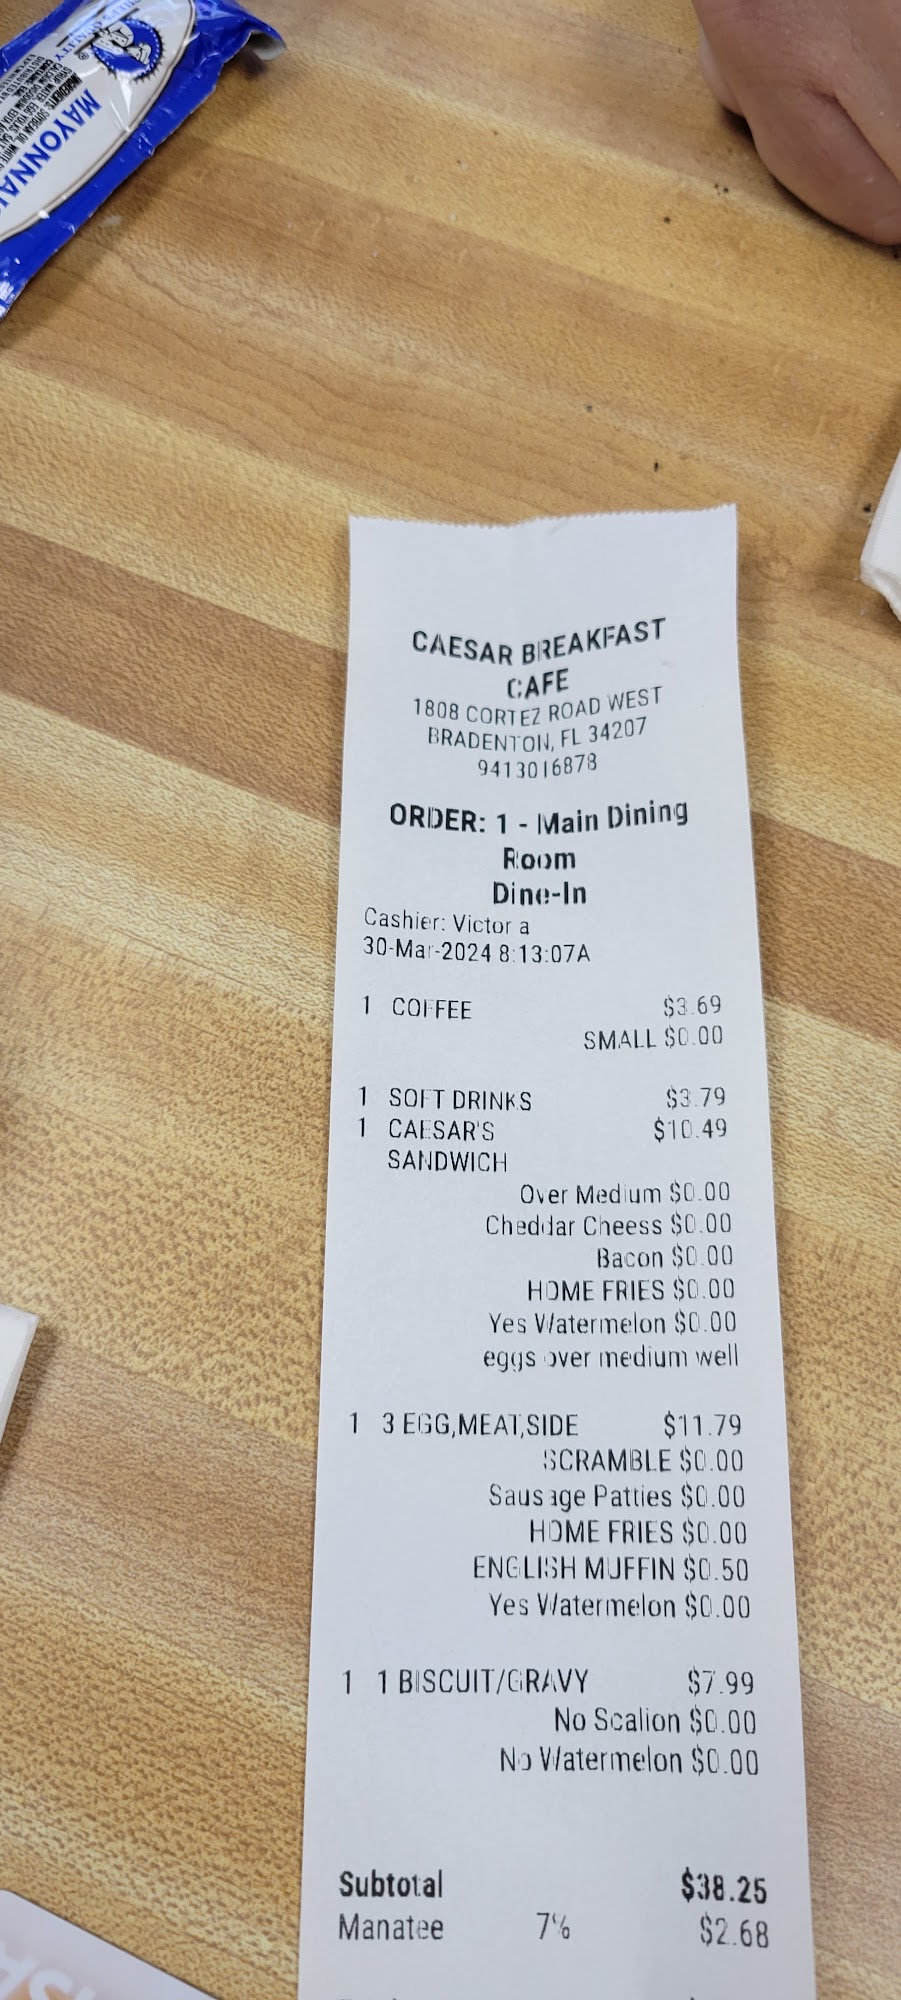 MAYONNAI
CAESAR BREAKFAST
CAFE
1808 CORTEZ ROAD WEST
BRADENTON, FL 34207
9413016878
ORDER: 1 - Main Dining
Room
Dine-In
Cashier: Victor a
30-Mar-2024 8:13:07A
1 COFFEE $3.69
SMALL $0.00
1 SOFT DRINKS $3.79
1 CAESAR'S $10.49
SANDWICH
Over Medium $0.00
Cheddar Cheess $0.00
Bacon $0.00
HOME FRIES $0.00
Yes Watermelon $0.00
eggs over medium well
1 3 EGG,MEAT,SIDE $11.79
SCRAMBLE $0.00
Sausage Patties $0.00
HOME FRIES $0.00
ENGLISH MUFFIN $0.50
Yes Watermelon $0.00
1 1 BISCUIT/GRAVY $7.99
No Scalion $0.00
No Watermelon $0.00
Subtotal $38.25
Manatee 7% $2.68